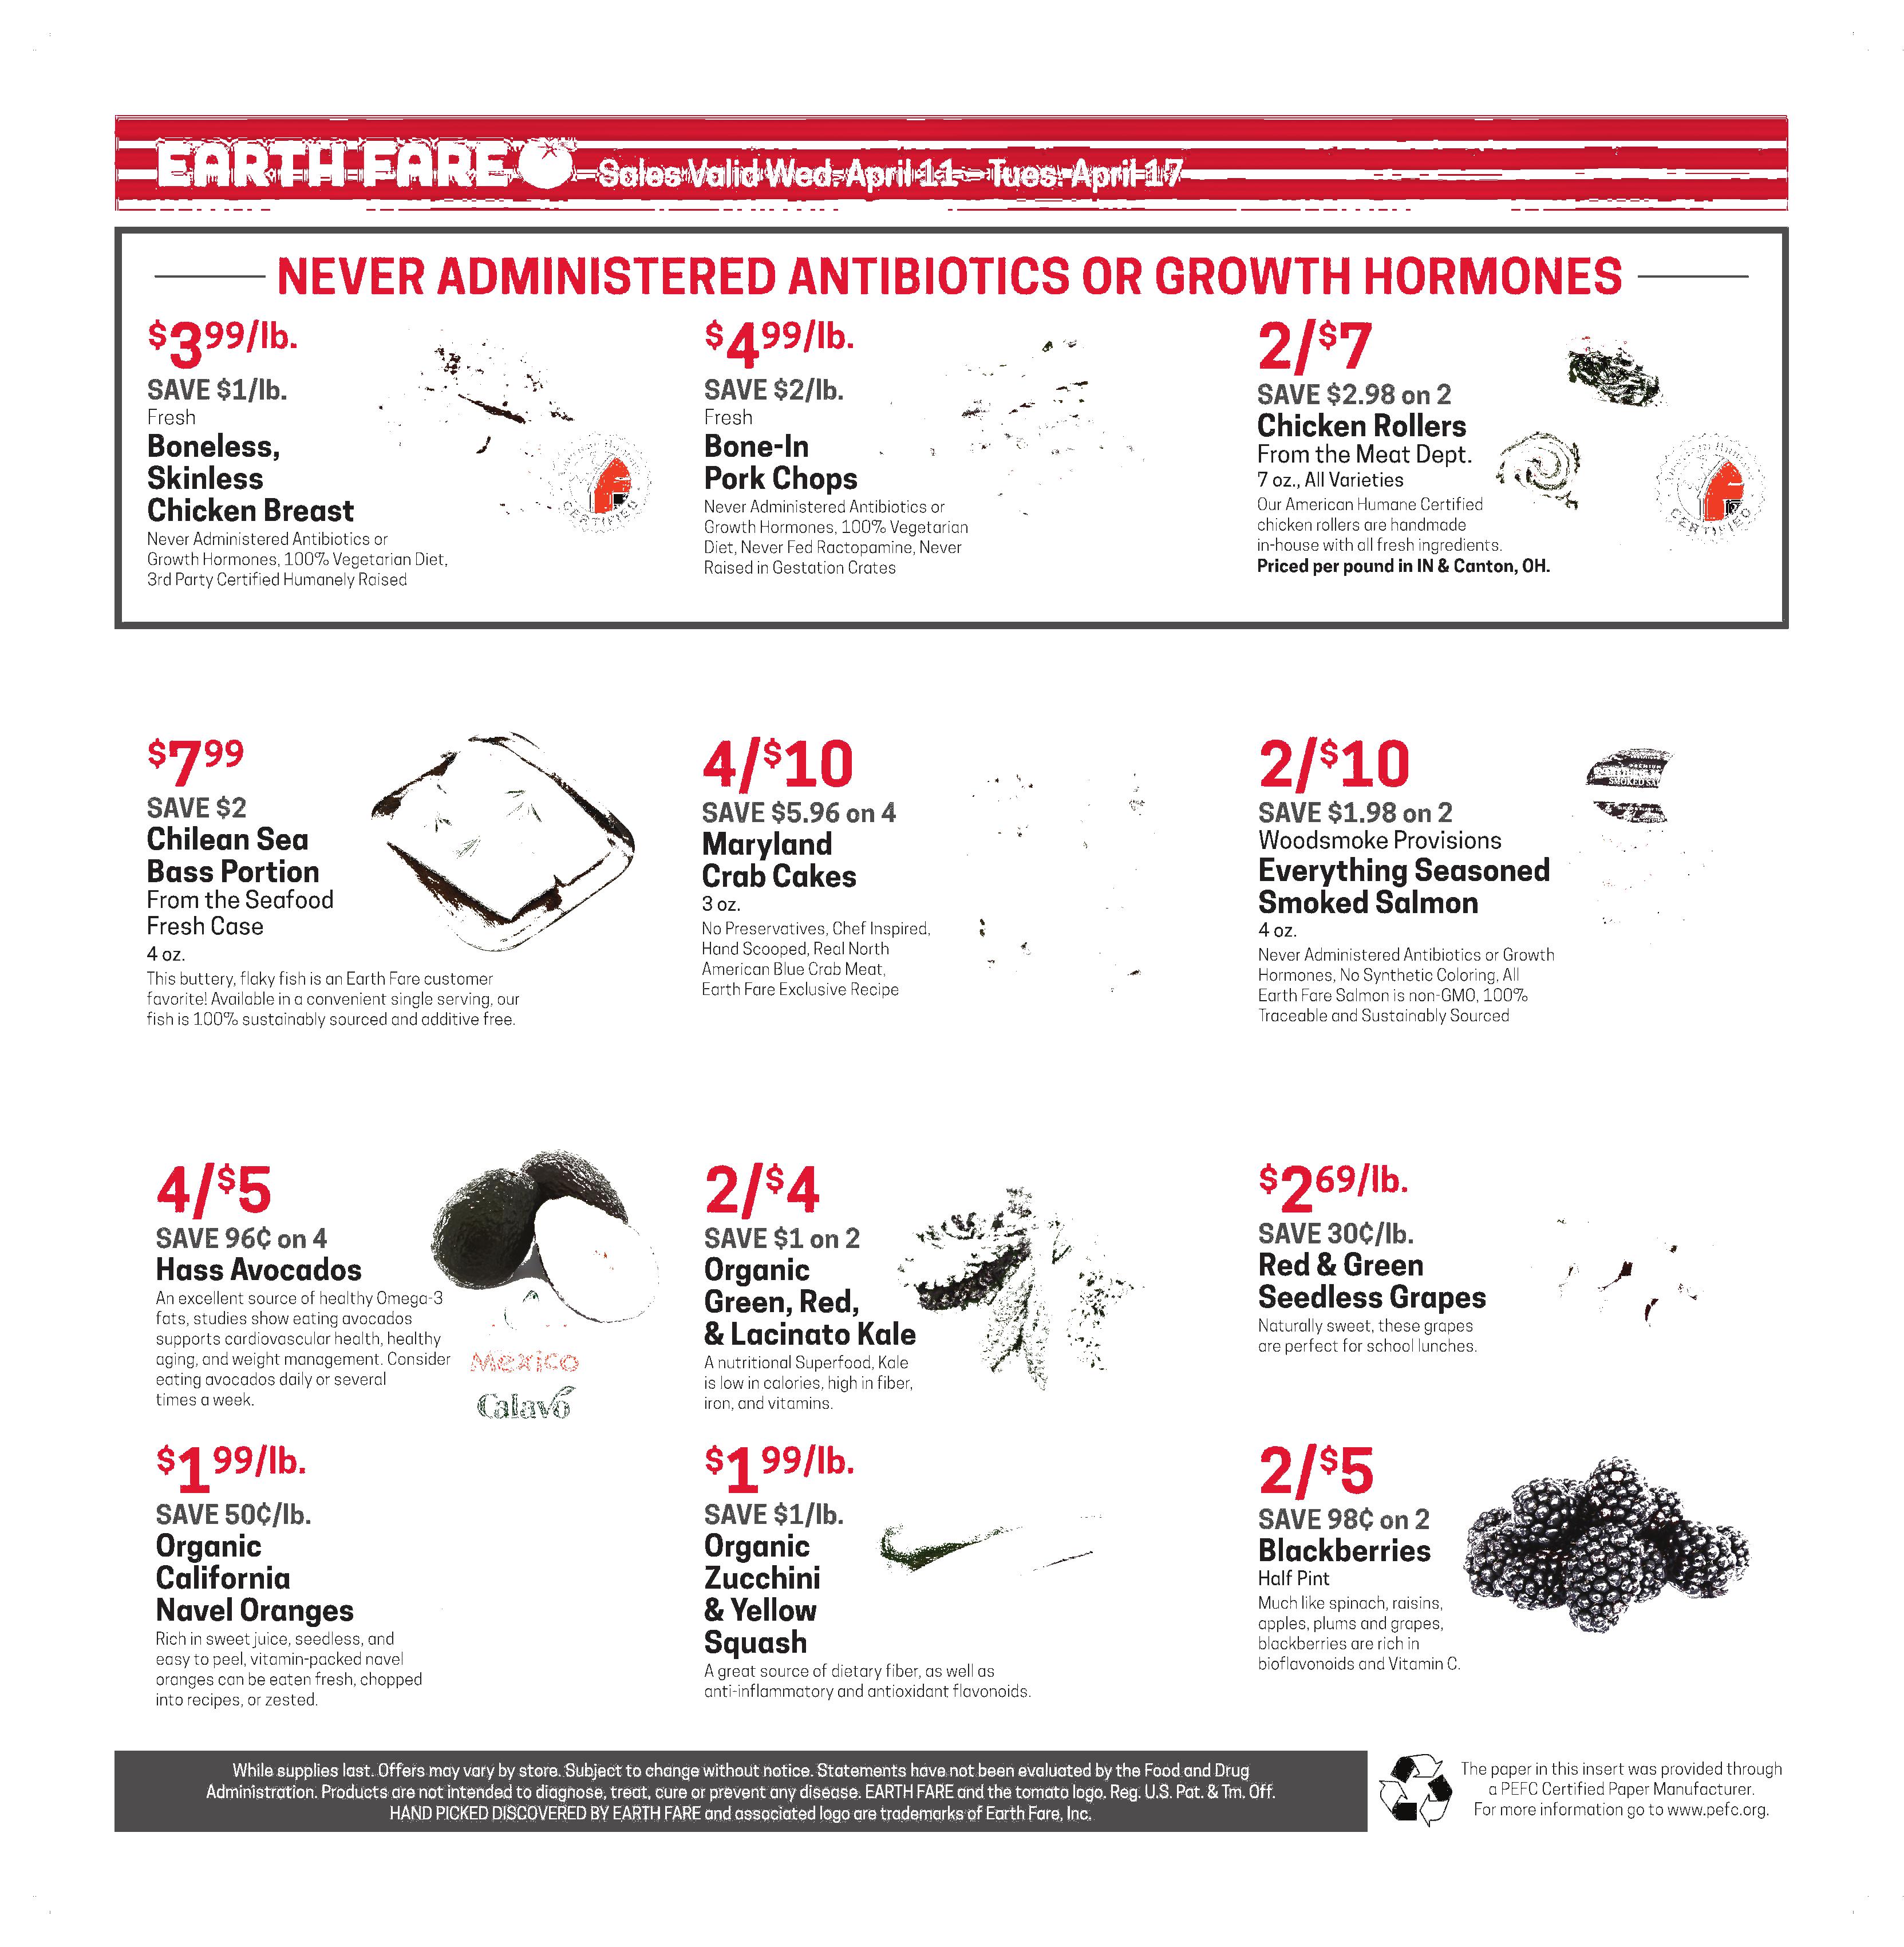 EARTH FARE Sales Valid Wed. April 11 – Tues. April 17
NEVER ADMINISTERED ANTIBIOTICS OR GROWTH HORMONES
$3 99/lb.
SAVE $1/lb.
Fresh
Boneless,
Skinless
Chicken Breast
Never Administered Antibiotics or
Growth Hormones, 100% Vegetarian Diet,
3rd Party Certified Humanely Raised
CERTIFIED
$4 99/lb.
SAVE $2/lb.
Fresh
Bone-In
Pork Chops
Never Administered Antibiotics or
Growth Hormones, 100% Vegetarian
Diet, Never Fed Ractopamine, Never
Raised in Gestation Crates
2/$7
SAVE $2.98 on 2
Chicken Rollers
From the Meat Dept.
7 oz., All Varieties
Our American Humane Certified
chicken rollers are handmade
in-house with all fresh ingredients.
Priced per pound in IN & Canton, OH.
CERTIFIED
$7 99
SAVE $2
Chilean Sea
Bass Portion
From the Seafood
Fresh Case
4 oz.
This buttery, flaky fish is an Earth Fare customer
favorite! Available in a convenient single serving, our
fish is 100% sustainably sourced and additive free.
4/$10
SAVE $5.96 on 4
Maryland
Crab Cakes
3 oz.
No Preservatives, Chef Inspired,
Hand Scooped, Real North
American Blue Crab Meat,
Earth Fare Exclusive Recipe
2/$10
SAVE $1.98 on 2
Woodsmoke Provisions
Everything Seasoned
Smoked Salmon
4 oz.
Never Administered Antibiotics or Growth
Hormones, No Synthetic Coloring, All
Earth Fare Salmon is non-GMO, 100%
Traceable and Sustainably Sourced
PREMIUM
4/$5
SAVE 96¢ on 4
Hass Avocados
An excellent source of healthy Omega-3
fats, studies show eating avocados
supports cardiovascular health, healthy
aging, and weight management. Consider
eating avocados daily or several
times a week.
Mexico
Calavo
2/$4
SAVE $1 on 2
Organic
Green, Red,
& Lacinato Kale
A nutritional Superfood, Kale
is low in calories, high in fiber,
iron, and vitamins.
$2 69/lb.
SAVE 30¢/lb.
Red & Green
Seedless Grapes
Naturally sweet, these grapes
are perfect for school lunches.
$1 99/lb.
SAVE 50¢/lb.
Organic
California
Navel Oranges
Rich in sweet juice, seedless, and
easy to peel, vitamin-packed navel
oranges can be eaten fresh, chopped
into recipes, or zested.
$1 99/lb.
SAVE $1/lb.
Organic
Zucchini
& Yellow
Squash
A great source of dietary fiber, as well as
anti-inflammatory and antioxidant flavonoids.
2/$5
SAVE 98¢ on 2
Blackberries
Half Pint
Much like spinach, raisins,
apples, plums and grapes,
blackberries are rich in
bioflavonoids and Vitamin C.
While supplies last. Offers may vary by store. Subject to change without notice. Statements have not been evaluated by the Food and Drug
Administration. Products are not intended to diagnose, treat, cure or prevent any disease. EARTH FARE and the tomato logo. Reg. U.S. Pat. & Tm. Off.
HAND PICKED DISCOVERED BY EARTH FARE and associated logo are trademarks of Earth Fare, Inc.
The paper in this insert was provided through
a PEFC Certified Paper Manufacturer.
For more information go to www.pefc.org.